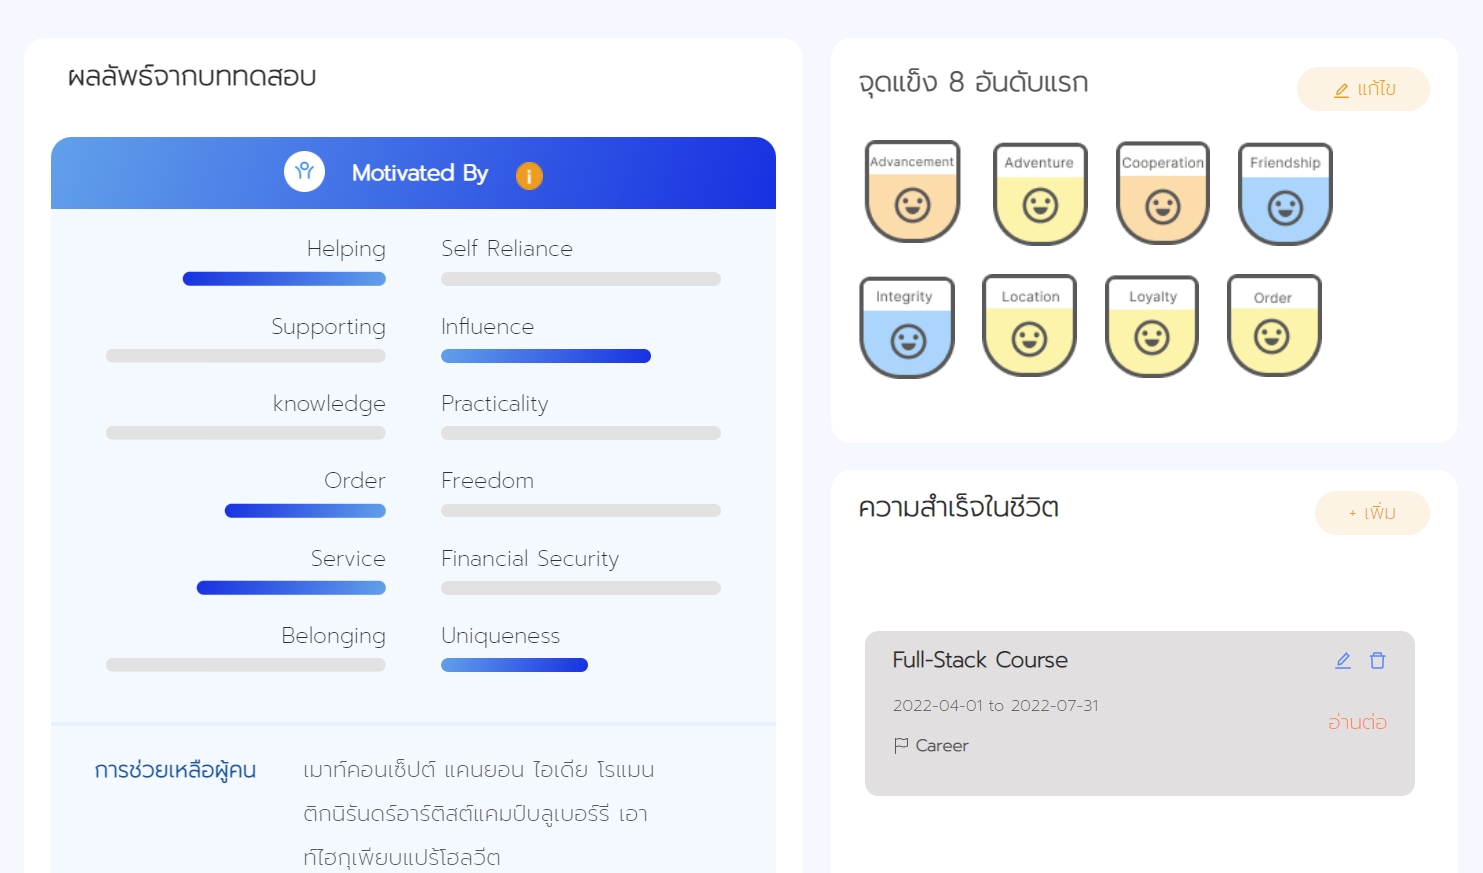 ผลลัพธ์จากบททดสอบ
Motivated By
Helping
Self Reliance
Supporting
Influence
knowledge
Practicality
Order
Freedom
Service
Financial Security
Belonging
Uniqueness
การช่วยเหลือผู้คน
เมาท์คอนเซ็ปต์ แคนยอน ไอเดีย โรแมน
ติกนิรันดร์อาร์ติสต์แคมป์บลูเบอร์รี เอา
ท์ไฮกุเพียบแปร้โฮลวีต
จุดแข็ง 8 อันดับแรก
แก้ไข
Advancement
Adventure
Cooperation
Friendship
Integrity
Location
Loyalty
Order
ความสำเร็จในชีวิต
+ เพิ่ม
Full-Stack Course
2022-04-01 to 2022-07-31
อ่านต่อ
Career